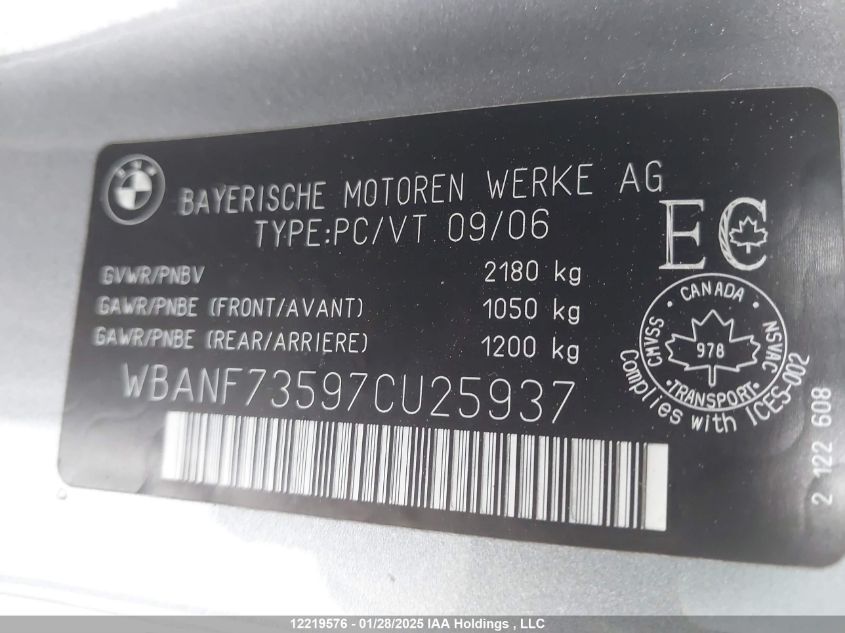 BMW
BAYERISCHE MOTOREN WERKE AG
TYPE:PC/VT 09/06
EC
GVWR/PNBV 2180 kg
GAWR/PNBE (FRONT/AVANT) 1050 kg
GAWR/PNBE (REAR/ARRIERE) 1200 kg
WBANF73597CU25937
CANADA
CMVSS
978
NSVAC
TRANSPORT
Complies with ICES-002
2 122 608
12219576 - 01/28/2025 IAA Holdings , LLC